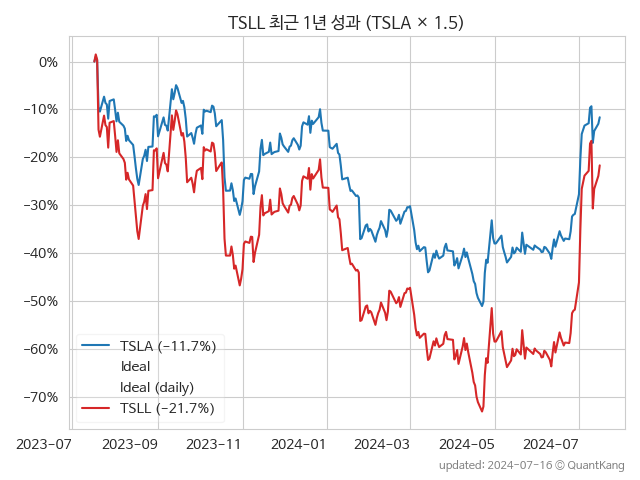 TSLL 최근 1년 성과 (TSLA × 1.5)
0%
−10%
−20%
−30%
−40%
−50%
−60%
−70%
TSLA (−11.7%)
Ideal
Ideal (daily)
TSLL (−21.7%)
2023-07
2023-09
2023-11
2024-01
2024-03
2024-05
2024-07
updated: 2024-07-16 © QuantKang